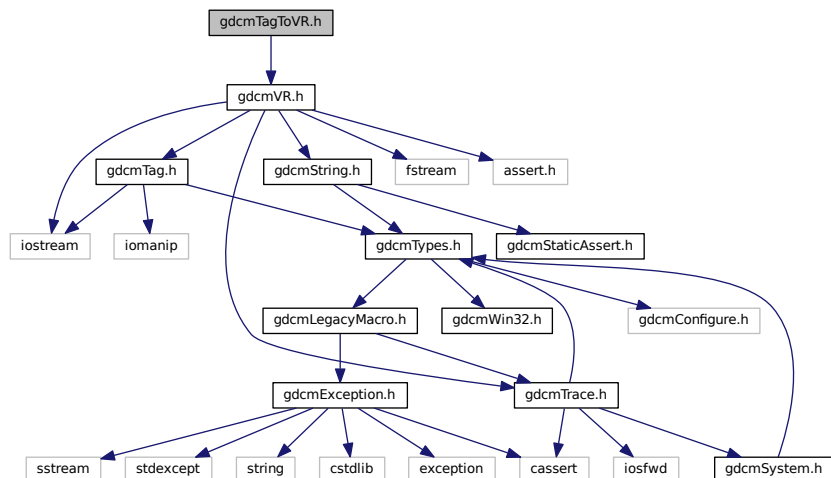 gdcmTagToVR.h
gdcmVR.h
gdcmTag.h
gdcmString.h
fstream
assert.h
iostream
iomanip
gdcmTypes.h
gdcmStaticAssert.h
gdcmLegacyMacro.h
gdcmWin32.h
gdcmConfigure.h
gdcmException.h
gdcmTrace.h
sstream
stdexcept
string
cstdlib
exception
cassert
iosfwd
gdcmSystem.h